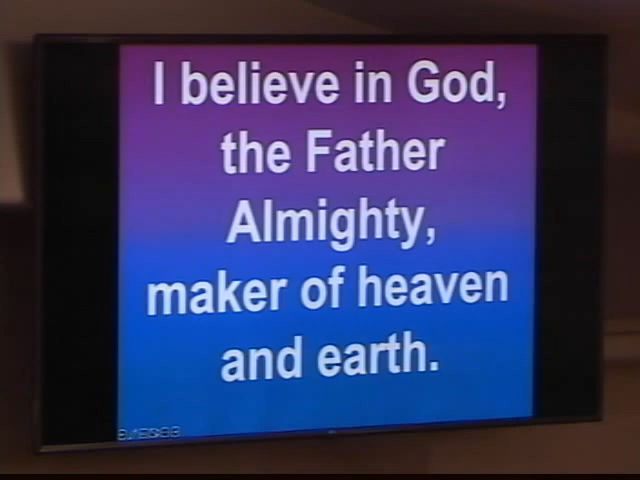 I believe in God,
the Father
Almighty,
maker of heaven
and earth.